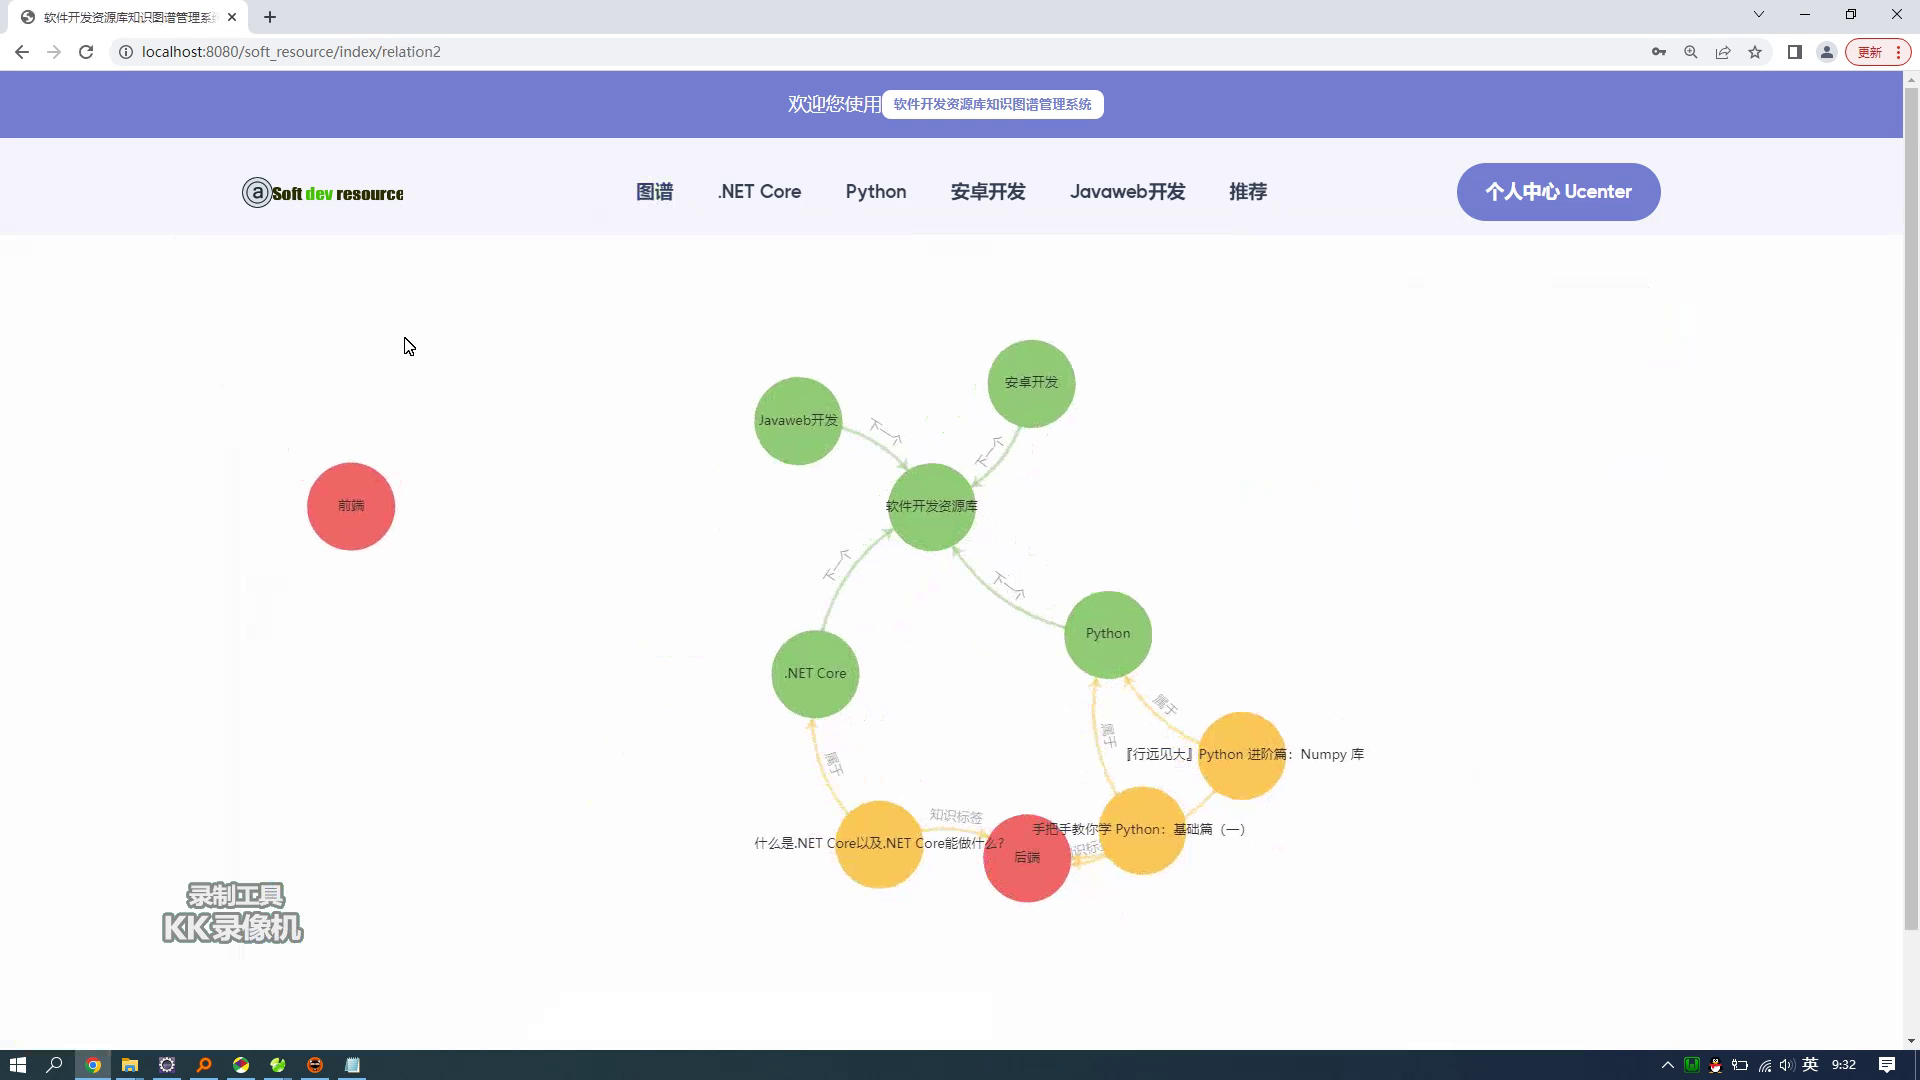 软件开发资源库知识图谱管理系统
localhost:8080/soft_resource/index/relation2
更新
欢迎您使用 软件开发资源库知识图谱管理系统
a Soft dev resource
图谱
.NET Core
Python
安卓开发
Javaweb开发
推荐
个人中心 Ucenter
安卓开发
Javaweb开发
下一个
下一个
前端
软件开发资源库
下一个
下一个
Python
.NET Core
属于
属于
『行远见大』Python 进阶篇：Numpy 库
属于
知识标签
手把手教你学 Python：基础篇（一）
什么是.NET Core以及.NET Core能做什么?
后端
录制工具
KK录像机
英
9:32